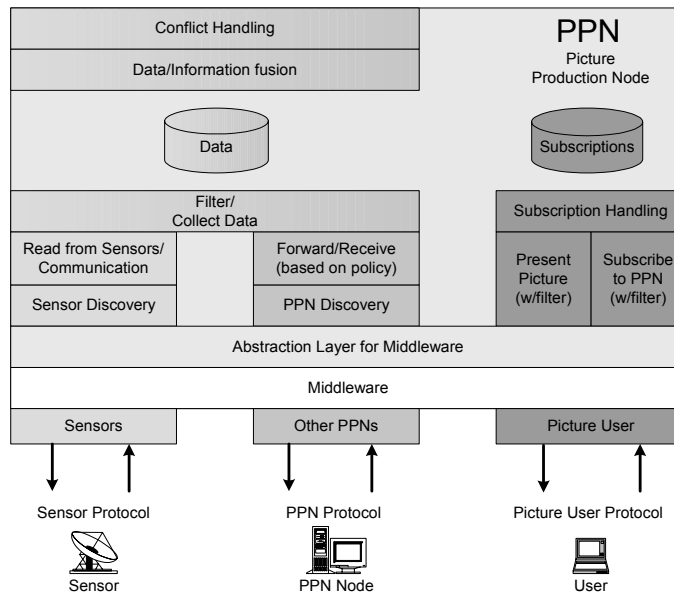 Conflict Handling
Data/Information fusion
PPN
Picture
Production Node
Data
Subscriptions
Filter/
Collect Data
Subscription Handling
Read from Sensors/
Communication
Forward/Receive
(based on policy)
Present
Picture
(w/filter)
Subscribe
to PPN
(w/filter)
Sensor Discovery
PPN Discovery
Abstraction Layer for Middleware
Middleware
Sensors
Other PPNs
Picture User
Sensor Protocol
PPN Protocol
Picture User Protocol
Sensor
PPN Node
User